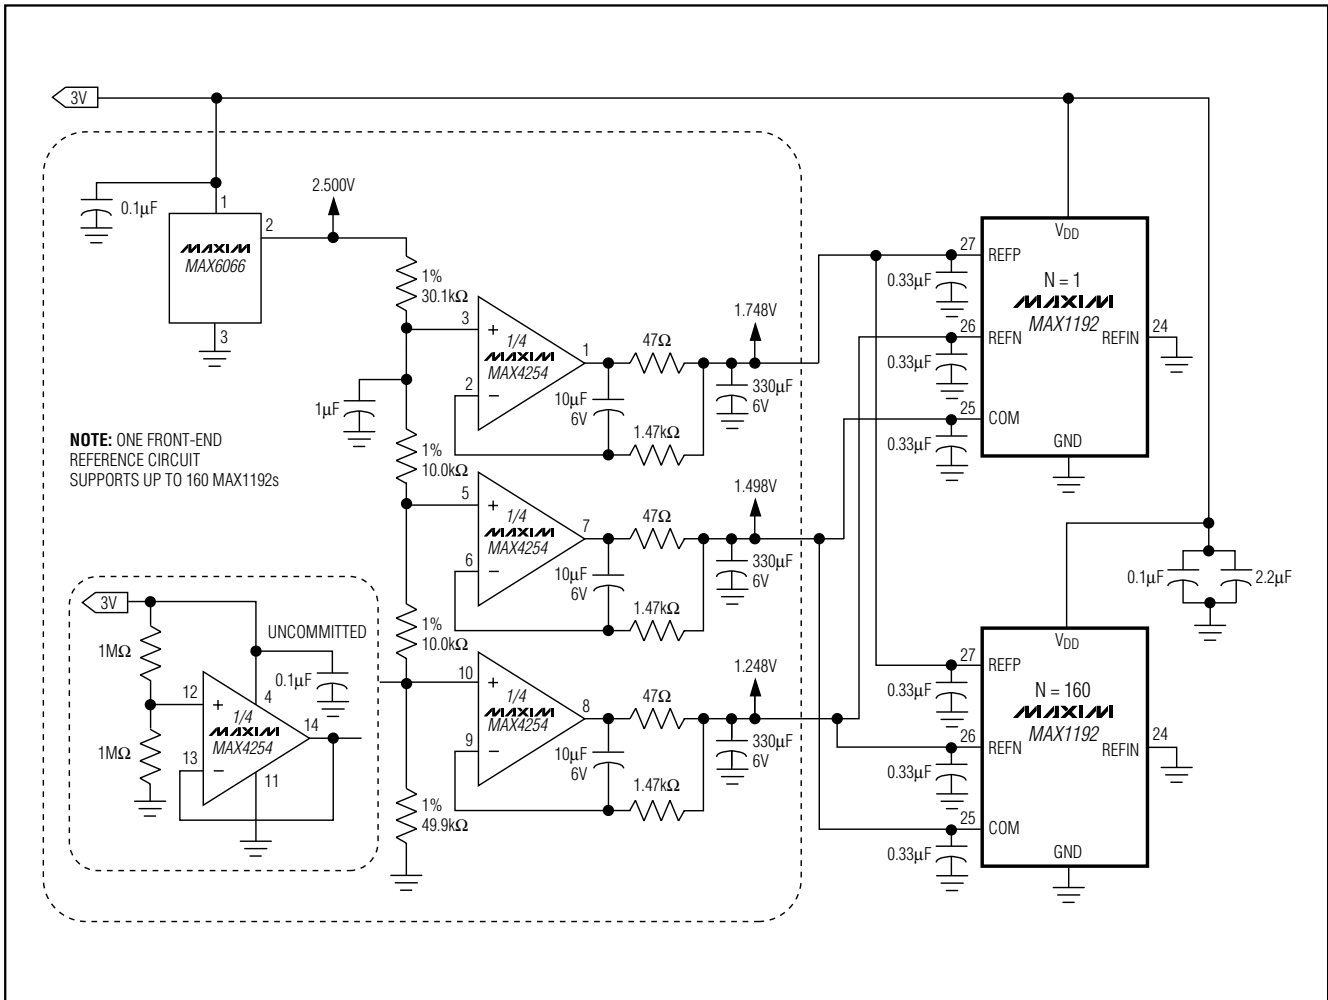 3V
0.1µF
1
2
2.500V
MAXIM
MAX6066
3
1%
30.1kΩ
1µF
NOTE: ONE FRONT-END
REFERENCE CIRCUIT
SUPPORTS UP TO 160 MAX1192s
1%
10.0kΩ
1%
10.0kΩ
1%
49.9kΩ
3
+
1/4
MAXIM
MAX4254
2
−
1
47Ω
10µF
6V
1.47kΩ
1.748V
330µF
6V
5
+
1/4
MAXIM
MAX4254
6
−
7
47Ω
10µF
6V
1.47kΩ
1.498V
330µF
6V
10
+
1/4
MAXIM
MAX4254
9
−
8
47Ω
10µF
6V
1.47kΩ
1.248V
330µF
6V
3V
UNCOMMITTED
1MΩ
0.1µF
12
+
4
1/4
MAXIM
MAX4254
14
1MΩ
13
−
11
VDD
27
REFP
0.33µF
N = 1
MAXIM
MAX1192
26
REFN
0.33µF
REFIN
24
25
COM
0.33µF
GND
0.1µF
2.2µF
VDD
27
REFP
0.33µF
N = 160
MAXIM
MAX1192
26
REFN
0.33µF
REFIN
24
25
COM
0.33µF
GND